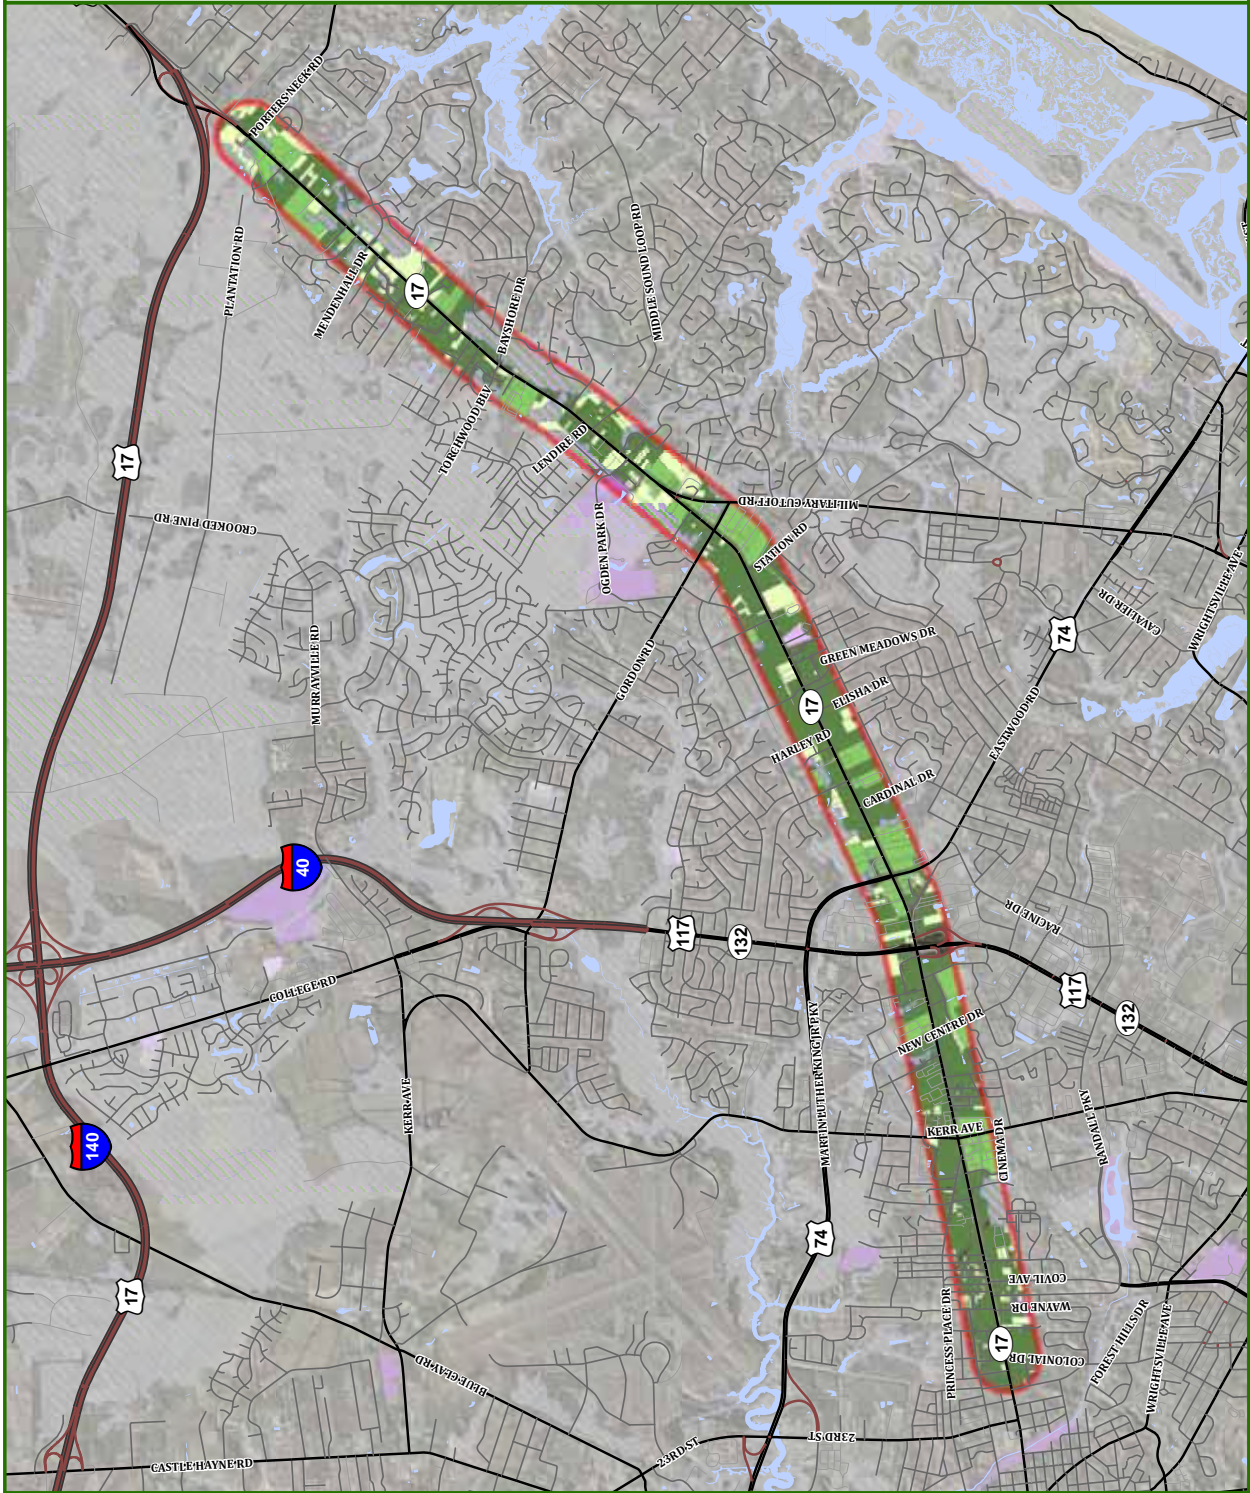 PORTERS NECK RD
PLANTATION RD
MENDENHALL DR
MIDDLE SOUND LOOP RD
17
BAYSHORE DR
TORCHWOOD BLV
LENDIRE RD
17
CROOKED PINE RD
MILITARY CUTOFF RD
OGDEN PARK DR
STATION RD
WRIGHTSVILLE AVE
CAVALIER DR
74
GREEN MEADOWS DR
MURRAYVILLE RD
GORDON RD
ELISHA DR
17
EASTWOOD RD
HARLEY RD
CARDINAL DR
40
RACINE DR
117
132
COLLEGE RD
117
132
NEW CENTRE DR
MARTIN LUTHER KING JR PKY
KERR AVE
KERR AVE
CINEMA DR
RANDALL PKY
140
74
COVIL AVE
17
WAYNE DR
PRINCESS PLACE DR
17
COLONIAL DR
FOREST HILLS DR
WRIGHTSVILLE AVE
BLUE CLAY RD
23RD ST
23RD ST
CASTLE HAYNE RD